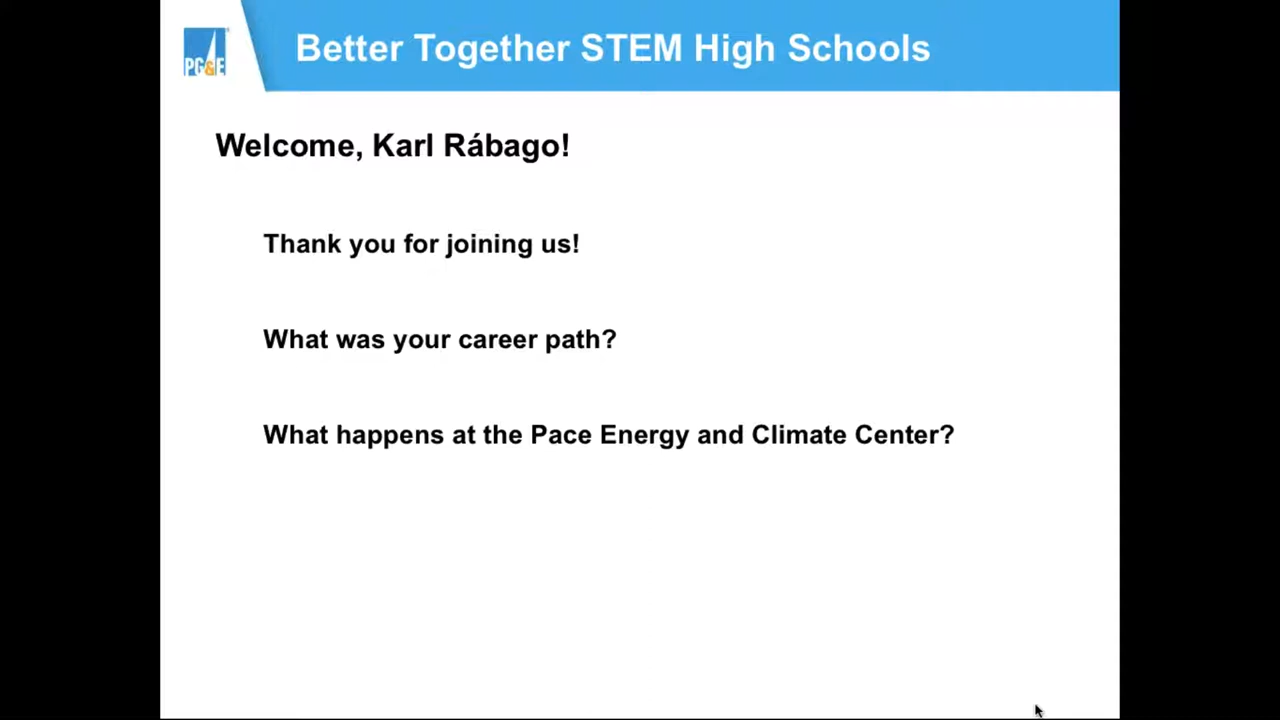 PG&E
Better Together STEM High Schools
Welcome, Karl Rábago!
Thank you for joining us!
What was your career path?
What happens at the Pace Energy and Climate Center?